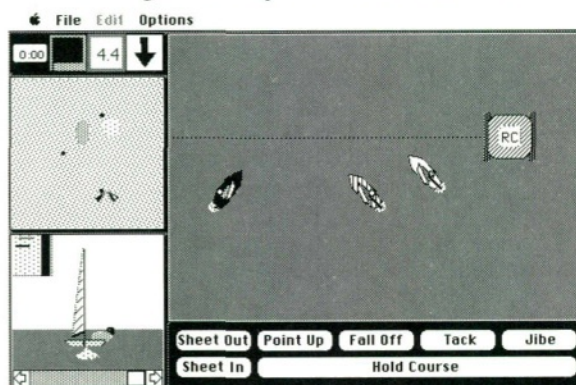 File Edit Options
0:00 4.4
RC
Sheet Out Point Up Fall Off Tack Jibe
Sheet In Hold Course